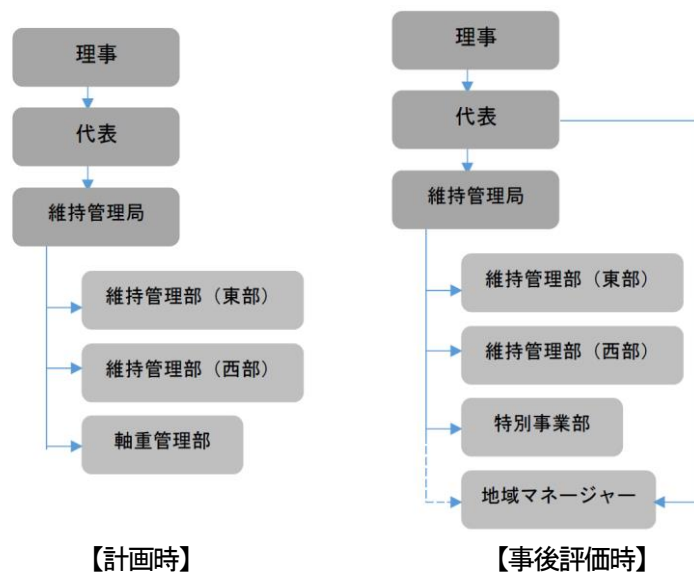 理事
代表
維持管理局
維持管理部（東部）
維持管理部（西部）
軸重管理部
【計画時】
理事
代表
維持管理局
維持管理部（東部）
維持管理部（西部）
特別事業部
地域マネージャー
【事後評価時】